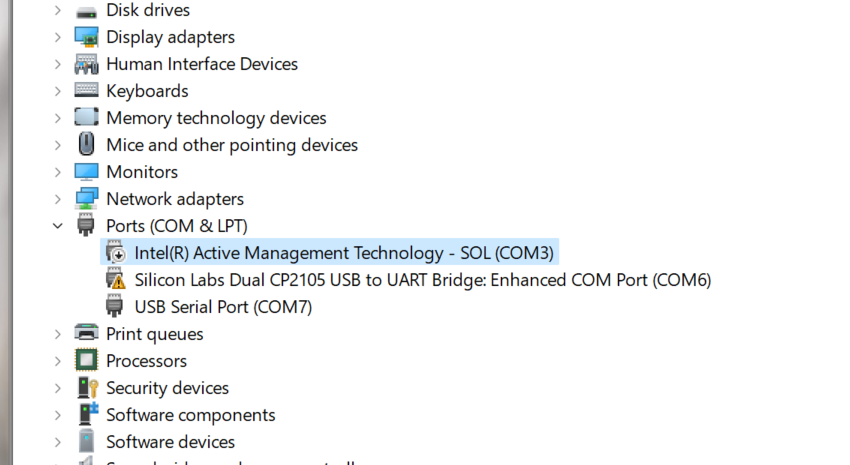 Disk drives
Display adapters
Human Interface Devices
Keyboards
Memory technology devices
Mice and other pointing devices
Monitors
Network adapters
Ports (COM & LPT)
Intel(R) Active Management Technology - SOL (COM3)
Silicon Labs Dual CP2105 USB to UART Bridge: Enhanced COM Port (COM6)
USB Serial Port (COM7)
Print queues
Processors
Security devices
Software components
Software devices